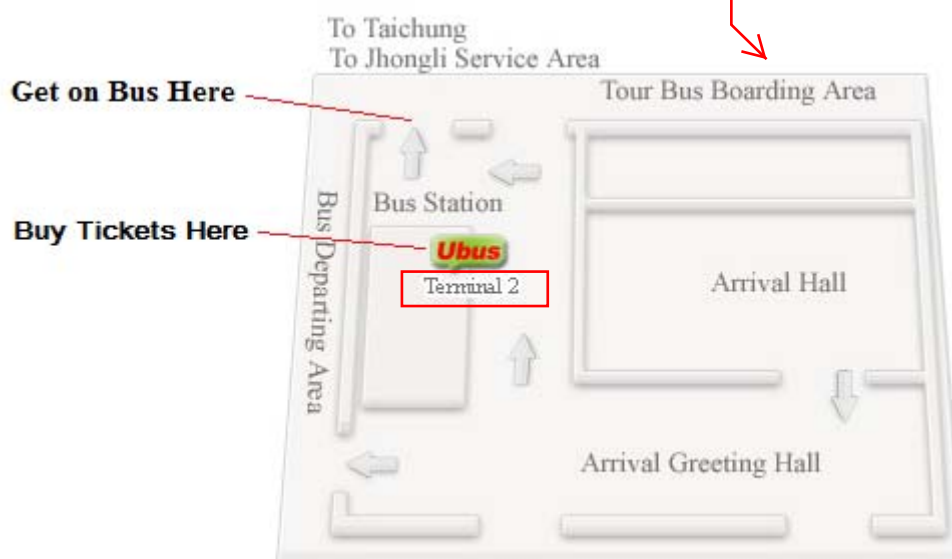 To Taichung
To Jhongli Service Area
Get on Bus Here
Tour Bus Boarding Area
Bus Station
Buy Tickets Here
Ubus
Terminal 2
Bus Departing Area
Arrival Hall
Arrival Greeting Hall